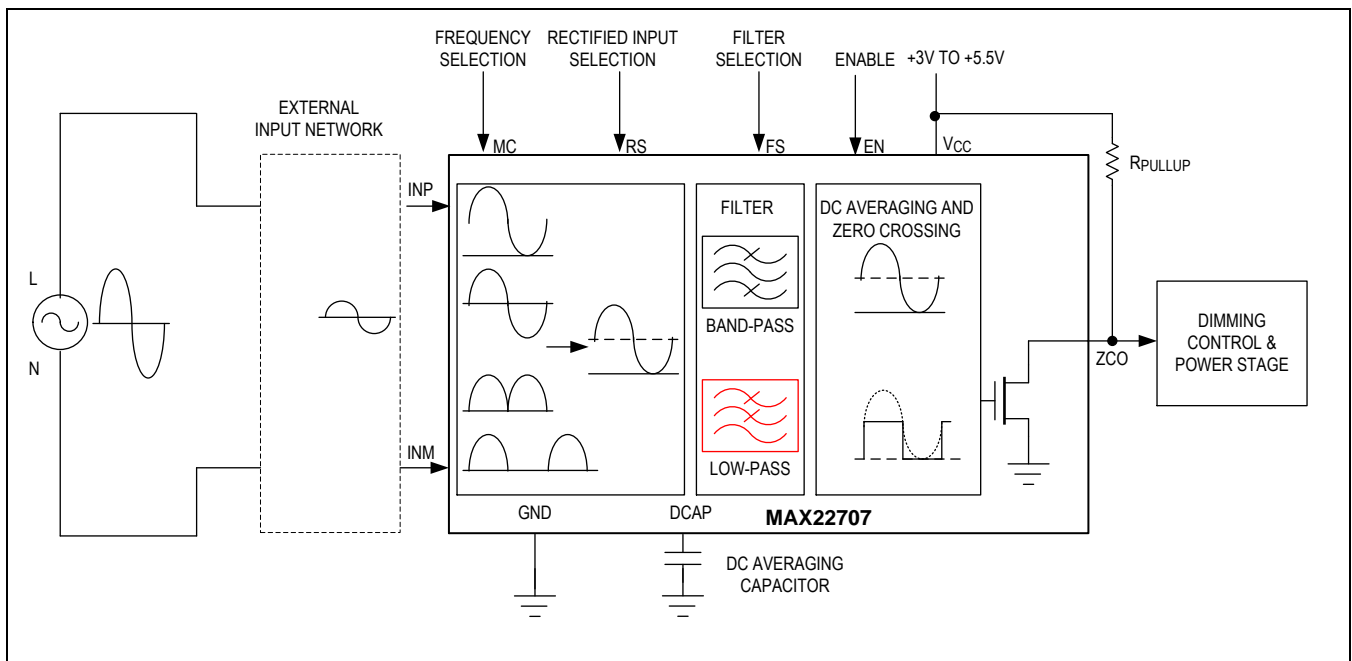 FREQUENCY
SELECTION
RECTIFIED INPUT
SELECTION
FILTER
SELECTION
ENABLE
+3V TO +5.5V
EXTERNAL
INPUT NETWORK
MC
RS
FS
EN
VCC
RPULLUP
INP
FILTER
DC AVERAGING AND
ZERO CROSSING
L
N
BAND-PASS
ZCO
DIMMING
CONTROL &
POWER STAGE
INM
LOW-PASS
GND
DCAP
MAX22707
DC AVERAGING
CAPACITOR